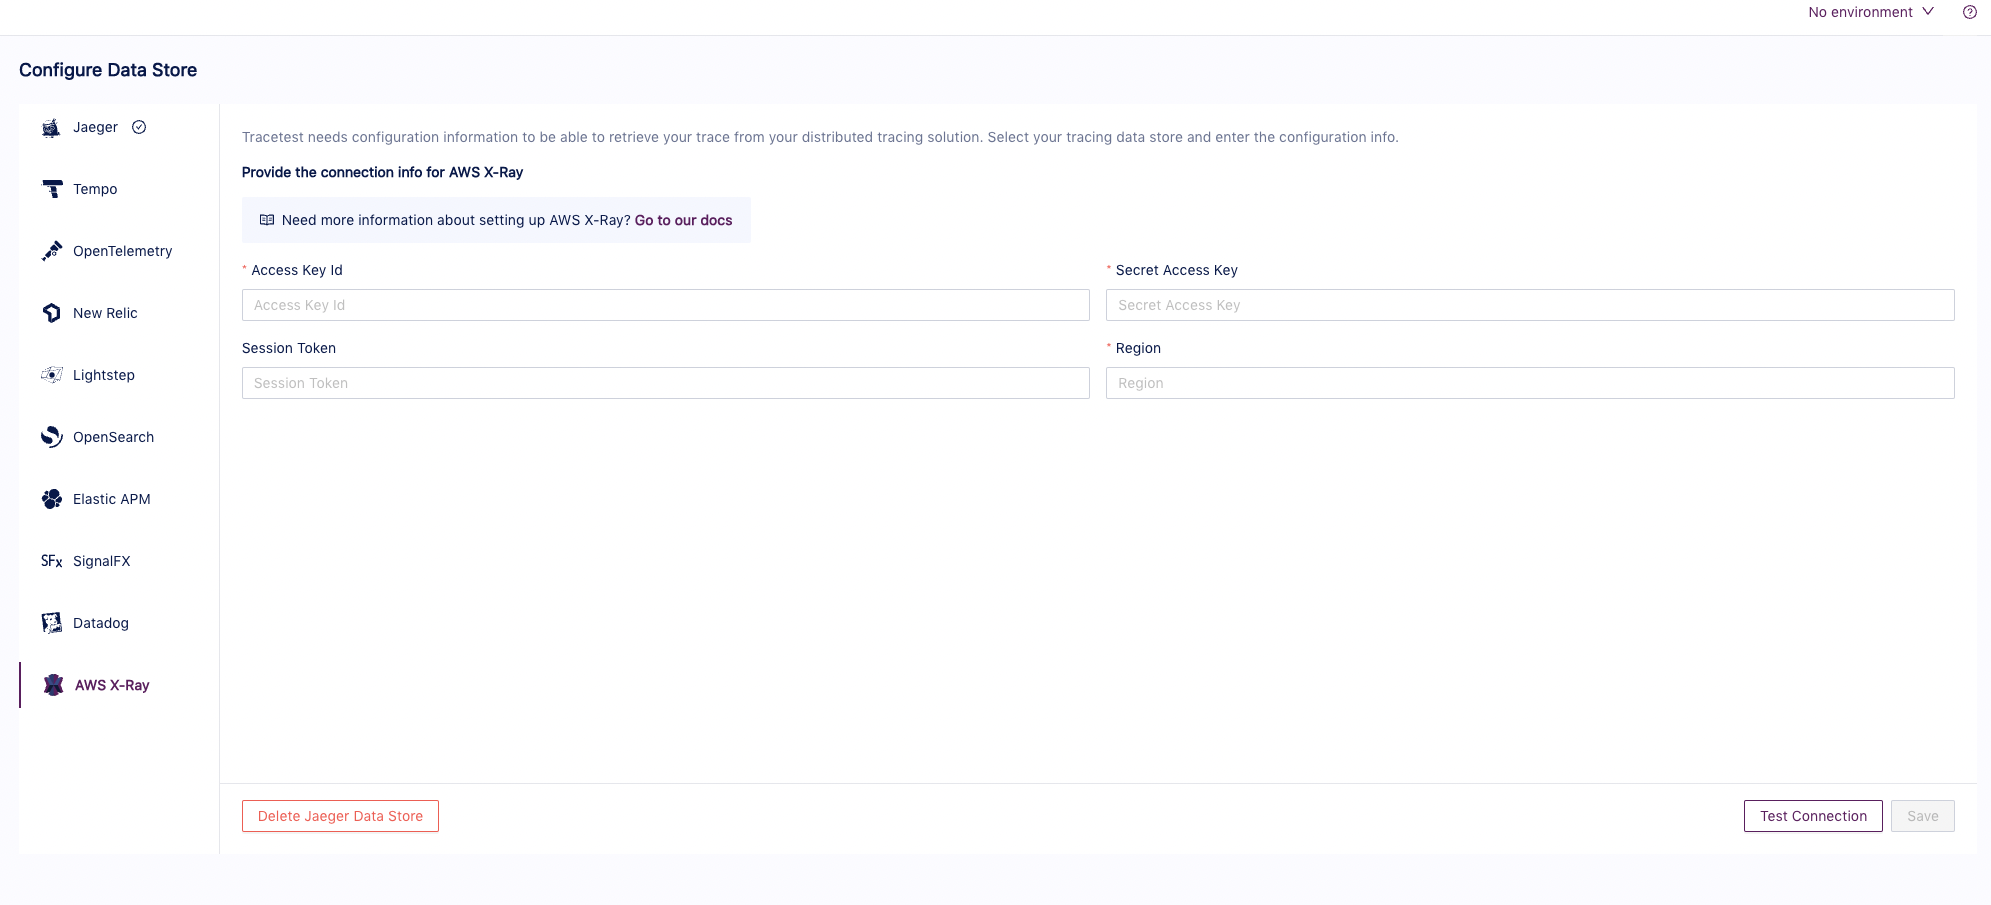 No environment
Configure Data Store
Jaeger
Tempo
OpenTelemetry
New Relic
Lightstep
OpenSearch
Elastic APM
SFx SignalFX
Datadog
AWS X-Ray
Tracetest needs configuration information to be able to retrieve your trace from your distributed tracing solution. Select your tracing data store and enter the configuration info.
Provide the connection info for AWS X-Ray
Need more information about setting up AWS X-Ray? Go to our docs
* Access Key Id
Access Key Id
* Secret Access Key
Secret Access Key
Session Token
Session Token
* Region
Region
Delete Jaeger Data Store
Test Connection
Save